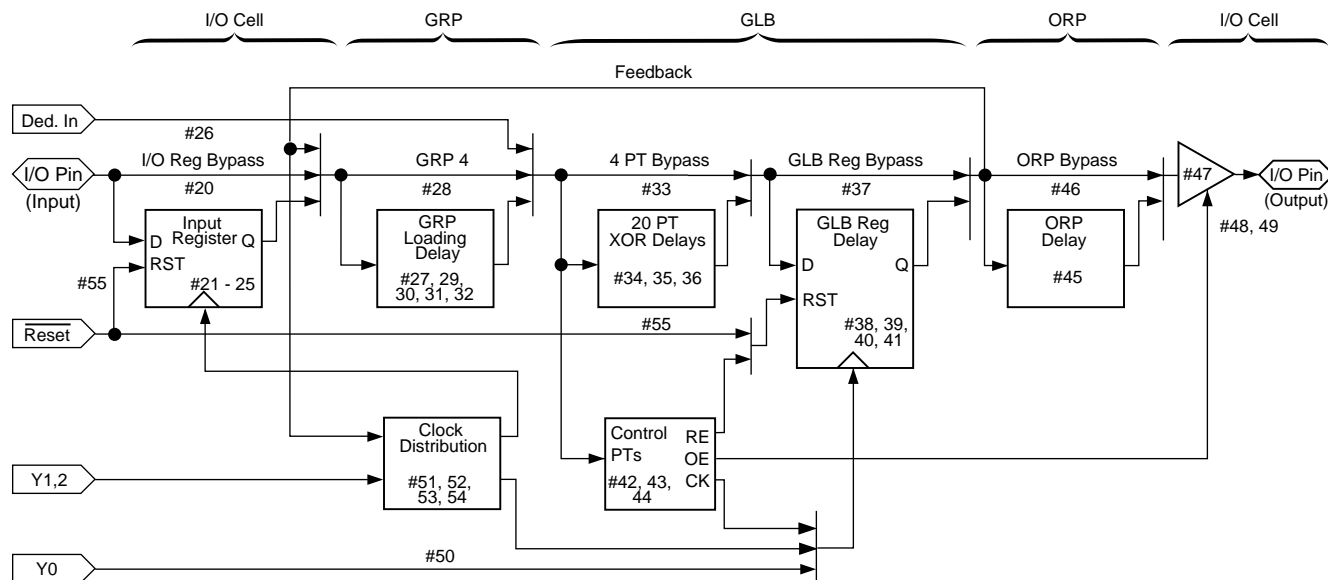 I/O Cell
GRP
GLB
ORP
I/O Cell
Feedback
Ded. In
#26
I/O Pin
(Input)
I/O Reg Bypass
#20
GRP 4
#28
4 PT Bypass
#33
GLB Reg Bypass
#37
ORP Bypass
#46
#47
I/O Pin
(Output)
#48, 49
Input
Register
D
Q
RST
#21 - 25
#55
GRP
Loading
Delay
#27, 29,
30, 31, 32
20 PT
XOR Delays
#34, 35, 36
GLB Reg
Delay
D
Q
RST
#38, 39,
40, 41
ORP
Delay
#45
Reset
#55
Clock
Distribution
#51, 52,
53, 54
Control
PTs
RE
OE
CK
#42, 43,
44
Y1,2
Y0
#50